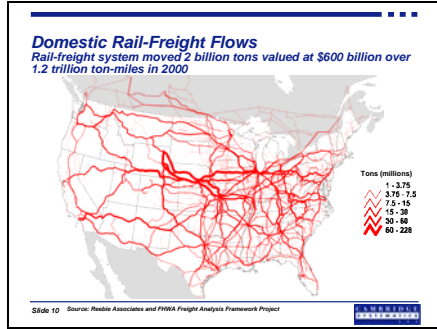 Domestic Rail-Freight Flows
Rail-freight system moved 2 billion tons valued at $600 billion over
1.2 trillion ton-miles in 2000
Tons (millions)
1 - 3.75
3.75 - 7.5
7.5 - 15
15 - 30
30 - 60
60 - 228
Slide 10 Source: Reebie Associates and FHWA Freight Analysis Framework Project
CAMBRIDGE
SYSTEMATICS